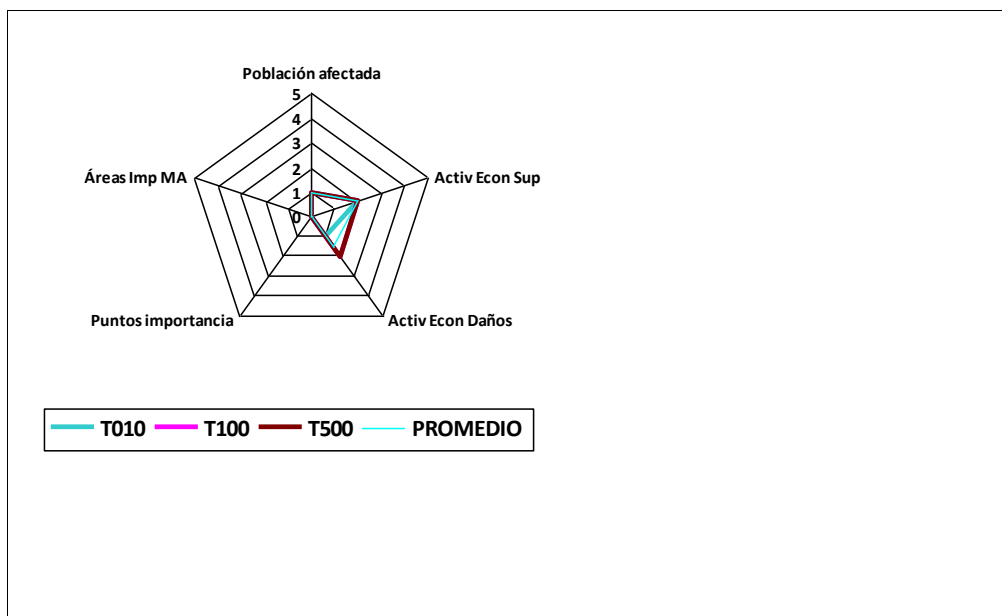 Población afectada
5
4
3
2
1
0
Áreas Imp MA
Activ Econ Sup
Puntos importancia
Activ Econ Daños
T010 T100 T500 PROMEDIO